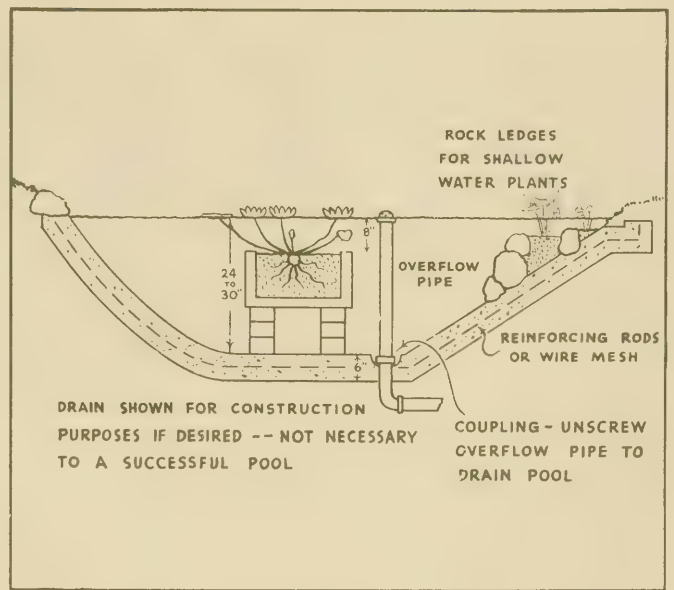 ROCK LEDGES
FOR SHALLOW
WATER PLANTS
8"
24
TO
30"
OVERFLOW
PIPE
REINFORCING RODS
OR WIRE MESH
6"
DRAIN SHOWN FOR CONSTRUCTION
PURPOSES IF DESIRED -- NOT NECESSARY
TO A SUCCESSFUL POOL
COUPLING - UNSCREW
OVERFLOW PIPE TO
DRAIN POOL